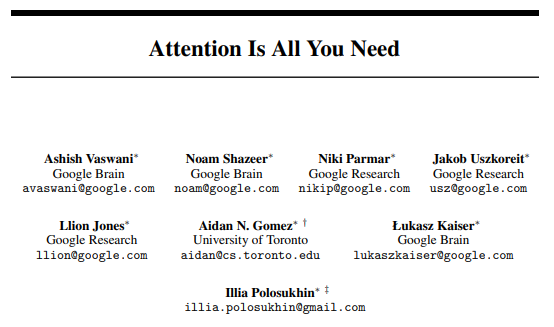 Attention Is All You Need
Ashish Vaswani* Noam Shazeer* Niki Parmar* Jakob Uszkoreit*
Google Brain Google Brain Google Research Google Research
avaswani@google.com noam@google.com nikip@google.com usz@google.com
Llion Jones* Aidan N. Gomez* † Łukasz Kaiser*
Google Research University of Toronto Google Brain
llion@google.com aidan@cs.toronto.edu lukaszkaiser@google.com
Illia Polosukhin* ‡
illia.polosukhin@gmail.com